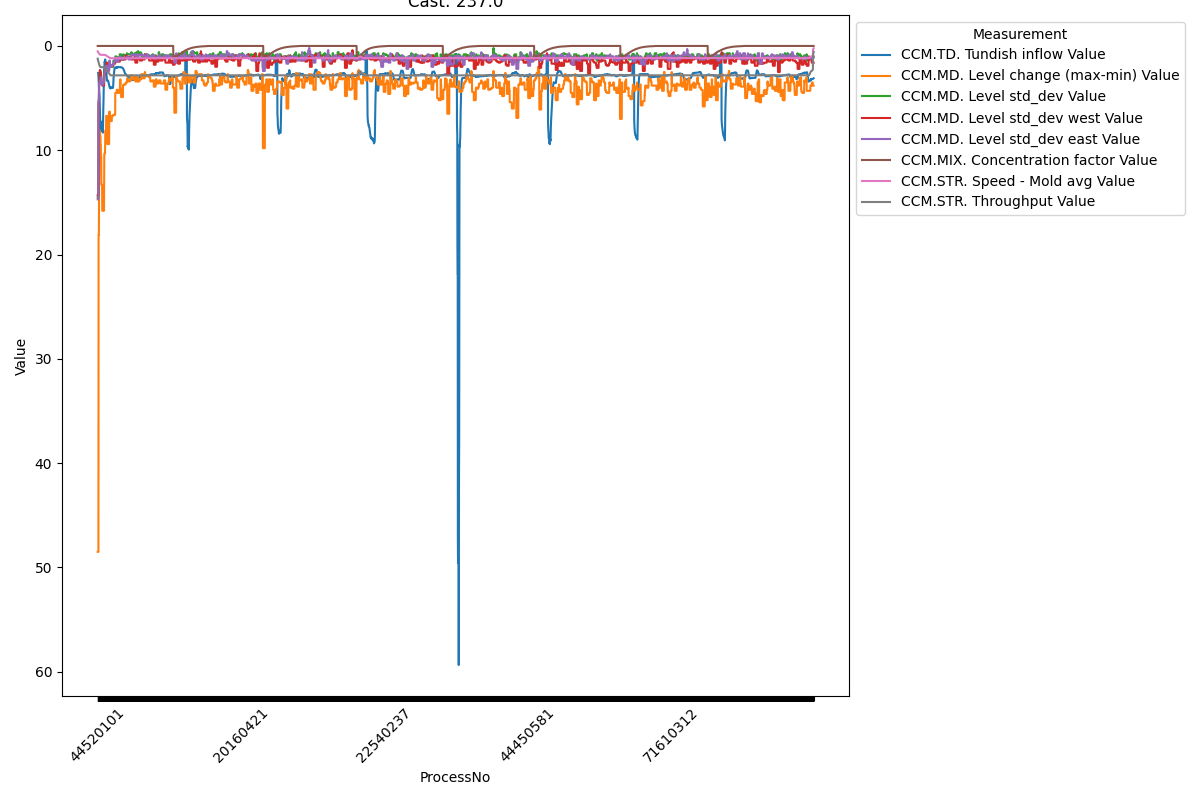 Cast: 237.0
Measurement
CCM.TD. Tundish inflow Value
CCM.MD. Level change (max-min) Value
CCM.MD. Level std_dev Value
CCM.MD. Level std_dev west Value
CCM.MD. Level std_dev east Value
CCM.MIX. Concentration factor Value
CCM.STR. Speed - Mold avg Value
CCM.STR. Throughput Value
Value
0
10
20
30
40
50
60
44520101
20160421
22540237
44450581
71610312
ProcessNo